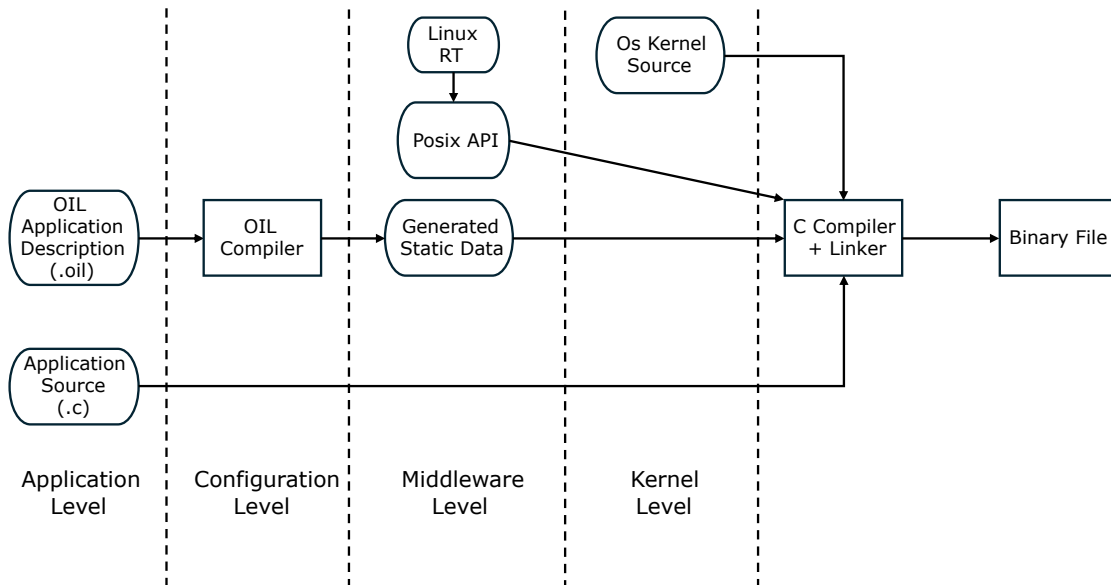 Linux
RT
Os Kernel
Source
Posix API
OIL
Application
Description
(.oil)
OIL
Compiler
Generated
Static Data
C Compiler
+ Linker
Binary File
Application
Source
(.c)
Application
Level
Configuration
Level
Middleware
Level
Kernel
Level